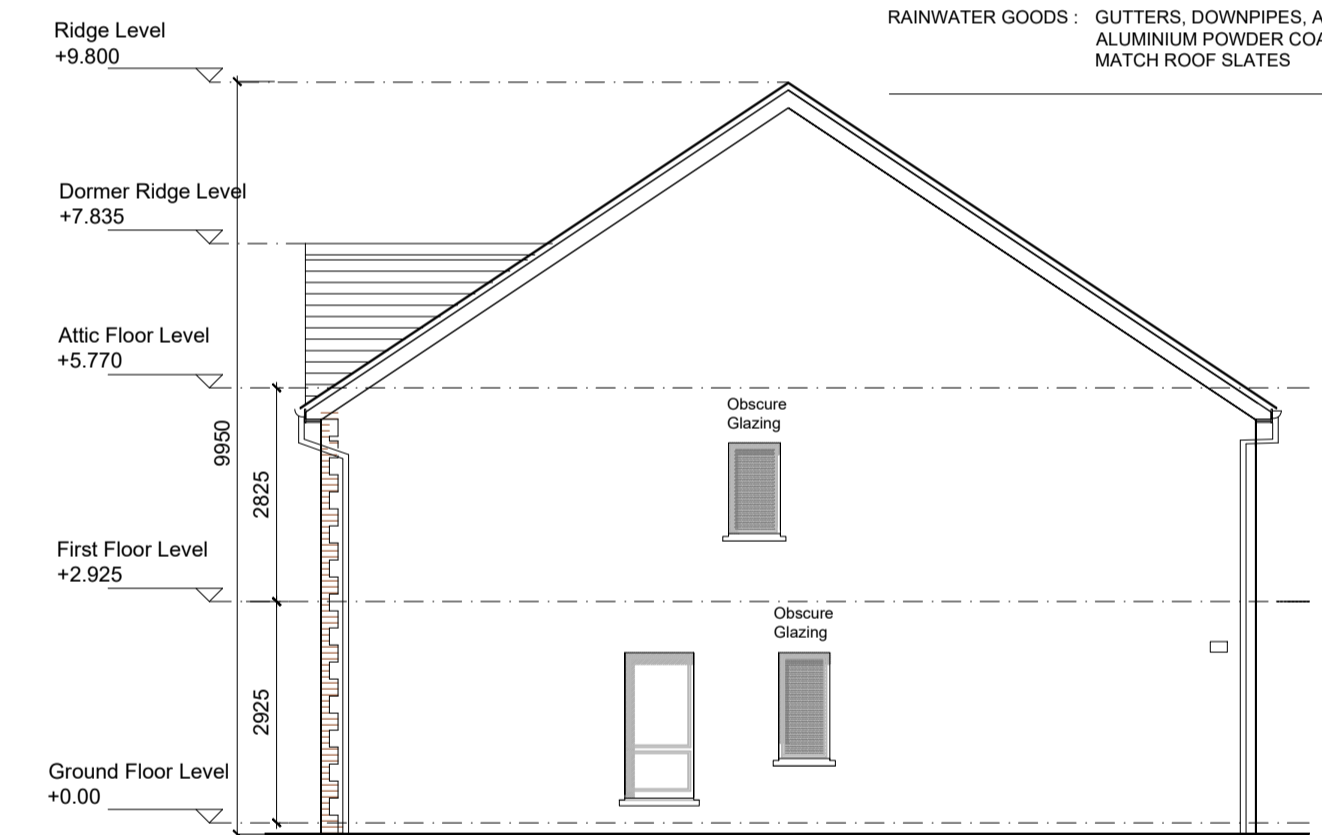 RAINWATER GOODS : GUTTERS, DOWNPIPES,
ALUMINIUM POWDER
MATCH ROOF SLATES
Ridge Level
+9.800
Dormer Ridge Level
+7.835
Attic Floor Level
+5.770
Obscure
Glazing
9950
2825
First Floor Level
+2.925
Obscure
Glazing
2925
Ground Floor Level
+0.00